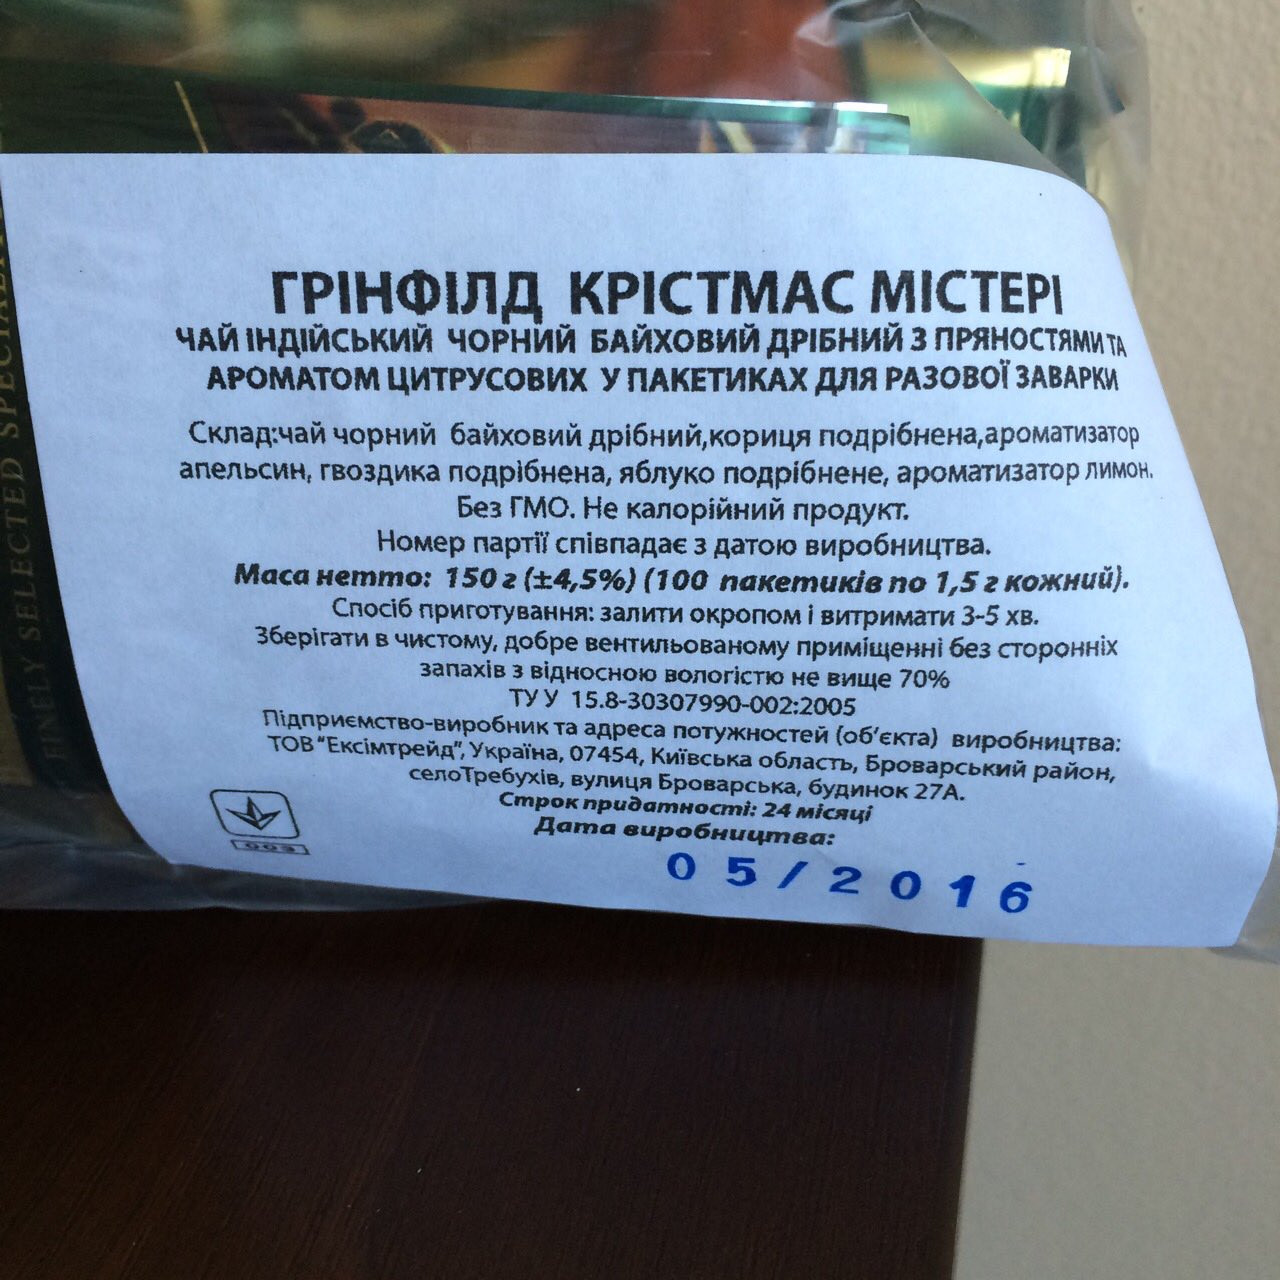 FINELY SELECTED
ГРІНФІЛД КРІСТМАС МІСТЕРІ
ЧАЙ ІНДІЙСЬКИЙ ЧОРНИЙ БАЙХОВИЙ ДРІБНИЙ З ПРЯНОСТЯМИ ТА
АРОМАТОМ ЦИТРУСОВИХ У ПАКЕТИКАХ ДЛЯ РАЗОВОЇ ЗАВАРКИ
Склад:чай чорний байховий дрібний,кориця подрібнена,ароматизатор
апельсин, гвоздика подрібнена, яблуко подрібнене, ароматизатор лимон.
Без ГМО. Не калорійний продукт.
Номер партії співпадає з датою виробництва.
Маса нетто: 150 г (±4,5%) (100 пакетиків по 1,5 г кожний).
Спосіб приготування: залити окропом і витримати 3-5 хв.
Зберігати в чистому, добре вентильованому приміщенні без сторонніх
запахів з відносною вологістю не вище 70%
ТУ У 15.8-30307990-002:2005
Підприємство-виробник та адреса потужностей (об'єкта) виробництва:
ТОВ "Ексімтрейд", Україна, 07454, Київська область, Броварський район,
селоТребухів, вулиця Броварська, будинок 27А.
Строк придатності: 24 місяці
Дата виробництва:
003
05/2016